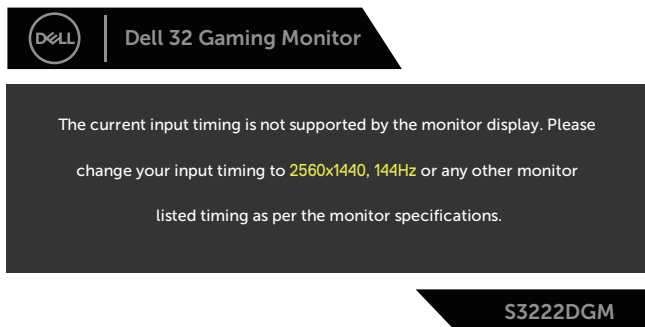 DELL
Dell 32 Gaming Monitor
The current input timing is not supported by the monitor display. Please
change your input timing to 2560x1440, 144Hz or any other monitor
listed timing as per the monitor specifications.
S3222DGM